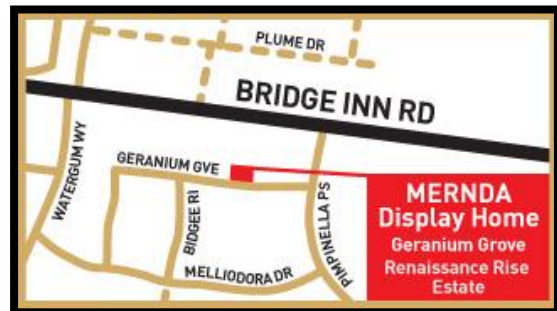 PLUME DR
BRIDGE INN RD
WATERGUM WY
GERANIUM GVE
BIDGEE RI
MELLIODORA DR
PIMPINELLA PS
MERNDA
Display Home
Geranium Grove
Renaissance Rise
Estate